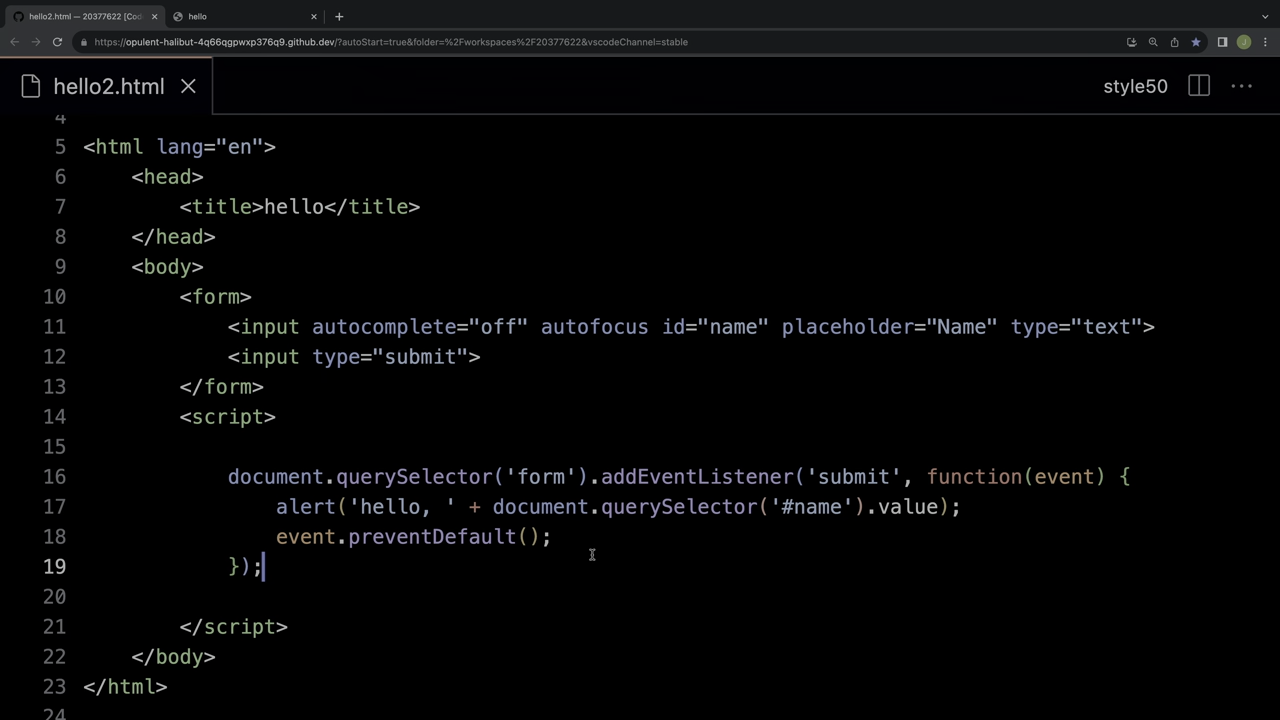 hello2.html — 20377622 [Cod
hello
https://opulent-halibut-4q66qgpwxp376q9.github.dev/?autoStart=true&folder=%2Fworkspaces%2F20377622&vscodeChannel=stable
J
hello2.html
style50
4
5 <html lang="en">
6 <head>
7 <title>hello</title>
8 </head>
9 <body>
10 <form>
11 <input autocomplete="off" autofocus id="name" placeholder="Name" type="text">
12 <input type="submit">
13 </form>
14 <script>
15
16 document.querySelector('form').addEventListener('submit', function(event) {
17 alert('hello, ' + document.querySelector('#name').value);
18 event.preventDefault();
19 });
20
21 </script>
22 </body>
23 </html>
24